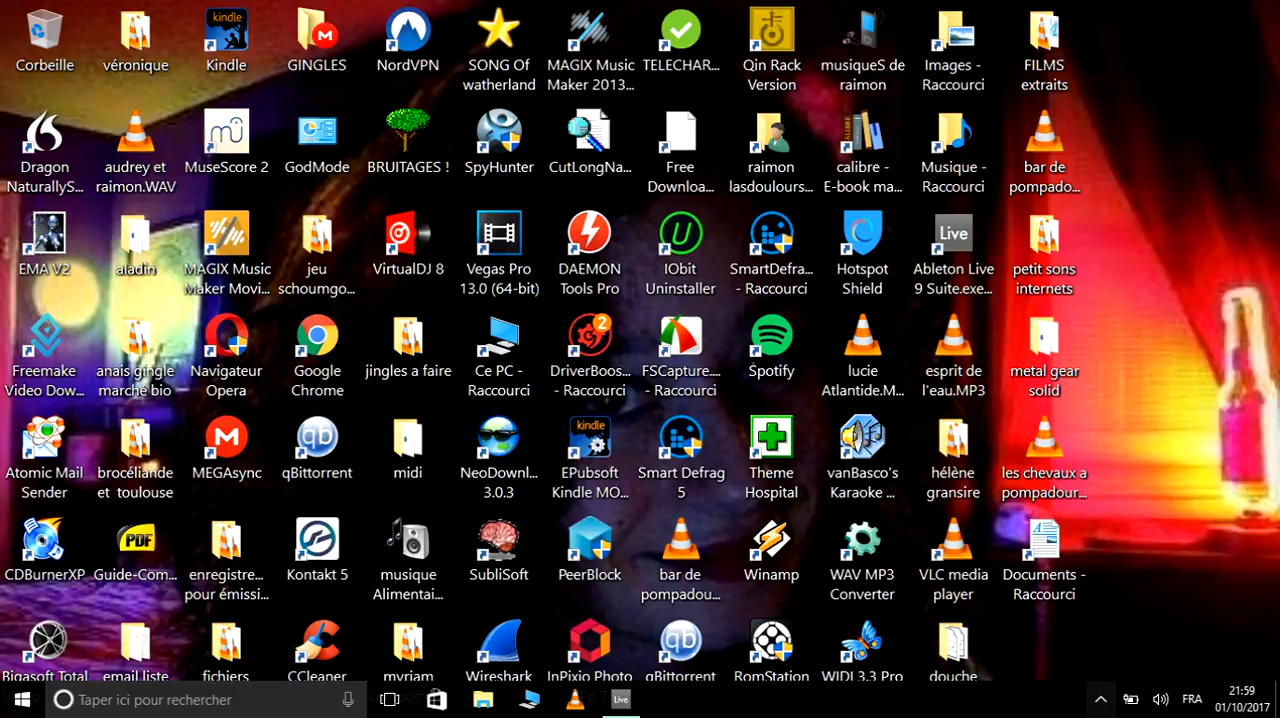 Corbeille
véronique
Kindle
GINGLES
NordVPN
SONG Of
watherland
MAGIX Music
Maker 2013...
TELECHAR...
Qin Rack
Version
musiqueS de
raimon
Images -
Raccourci
FILMS
extraits
Dragon
NaturallyS...
audrey et
raimon.WAV
MuseScore 2
GodMode
BRUITAGES !
SpyHunter
CutLongNa...
Free
Downloa...
raimon
lasdoulours...
calibre -
E-book ma...
Musique -
Raccourci
bar de
pompado...
EMA V2
aladin
MAGIX Music
Maker Movi...
jeu
schoumgo...
VirtualDJ 8
Vegas Pro
13.0 (64-bit)
DAEMON
Tools Pro
IObit
Uninstaller
SmartDefra...
- Raccourci
Hotspot
Shield
Live
Ableton Live
9 Suite.exe...
petit sons
internets
Freemake
Video Dow...
anais gingle
marché bio
Navigateur
Opera
Google
Chrome
jingles a faire
Ce PC -
Raccourci
2
DriverBoos...
- Raccourci
FSCapture....
- Raccourci
Spotify
lucie
Atlantide.M...
esprit de
l'eau.MP3
metal gear
solid
Atomic Mail
Sender
brocéliande
et toulouse
MEGAsync
qb
qBittorrent
midi
NeoDownl...
3.0.3
kindle
EPubsoft
Kindle MO...
Smart Defrag
5
Theme
Hospital
vanBasco's
Karaoke ...
hélène
gransire
les chevaux a
pompadour...
CDBurnerXP
PDF
Guide-Com...
enregistre...
pour émissi...
Kontakt 5
musique
Alimentai...
SubliSoft
PeerBlock
bar de
pompadou...
Winamp
WAV MP3
Converter
VLC media
player
Documents -
Raccourci
Bigasoft Total
email liste
fichiers
CCleaner
myriam
Wireshark
InPixio Photo
qb
qBittorrent
RomStation
WIDI 3.3 Pro
douche
Taper ici pour rechercher
Live
FRA
21:59
01/10/2017